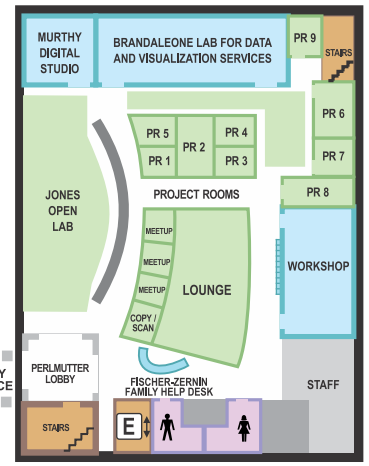 MURTHY
DIGITAL
STUDIO
BRANDALEONE LAB FOR DATA
AND VISUALIZATION SERVICES
PR 9
STAIRS
PR 6
PR 5
PR 2
PR 4
PR 1
PR 3
PR 7
PR 8
JONES
OPEN
LAB
PROJECT ROOMS
MEETUP
MEETUP
MEETUP
LOUNGE
WORKSHOP
COPY /
SCAN
PERLMUTTER
LOBBY
FISCHER-ZERNIN
FAMILY HELP DESK
STAFF
STAIRS
E